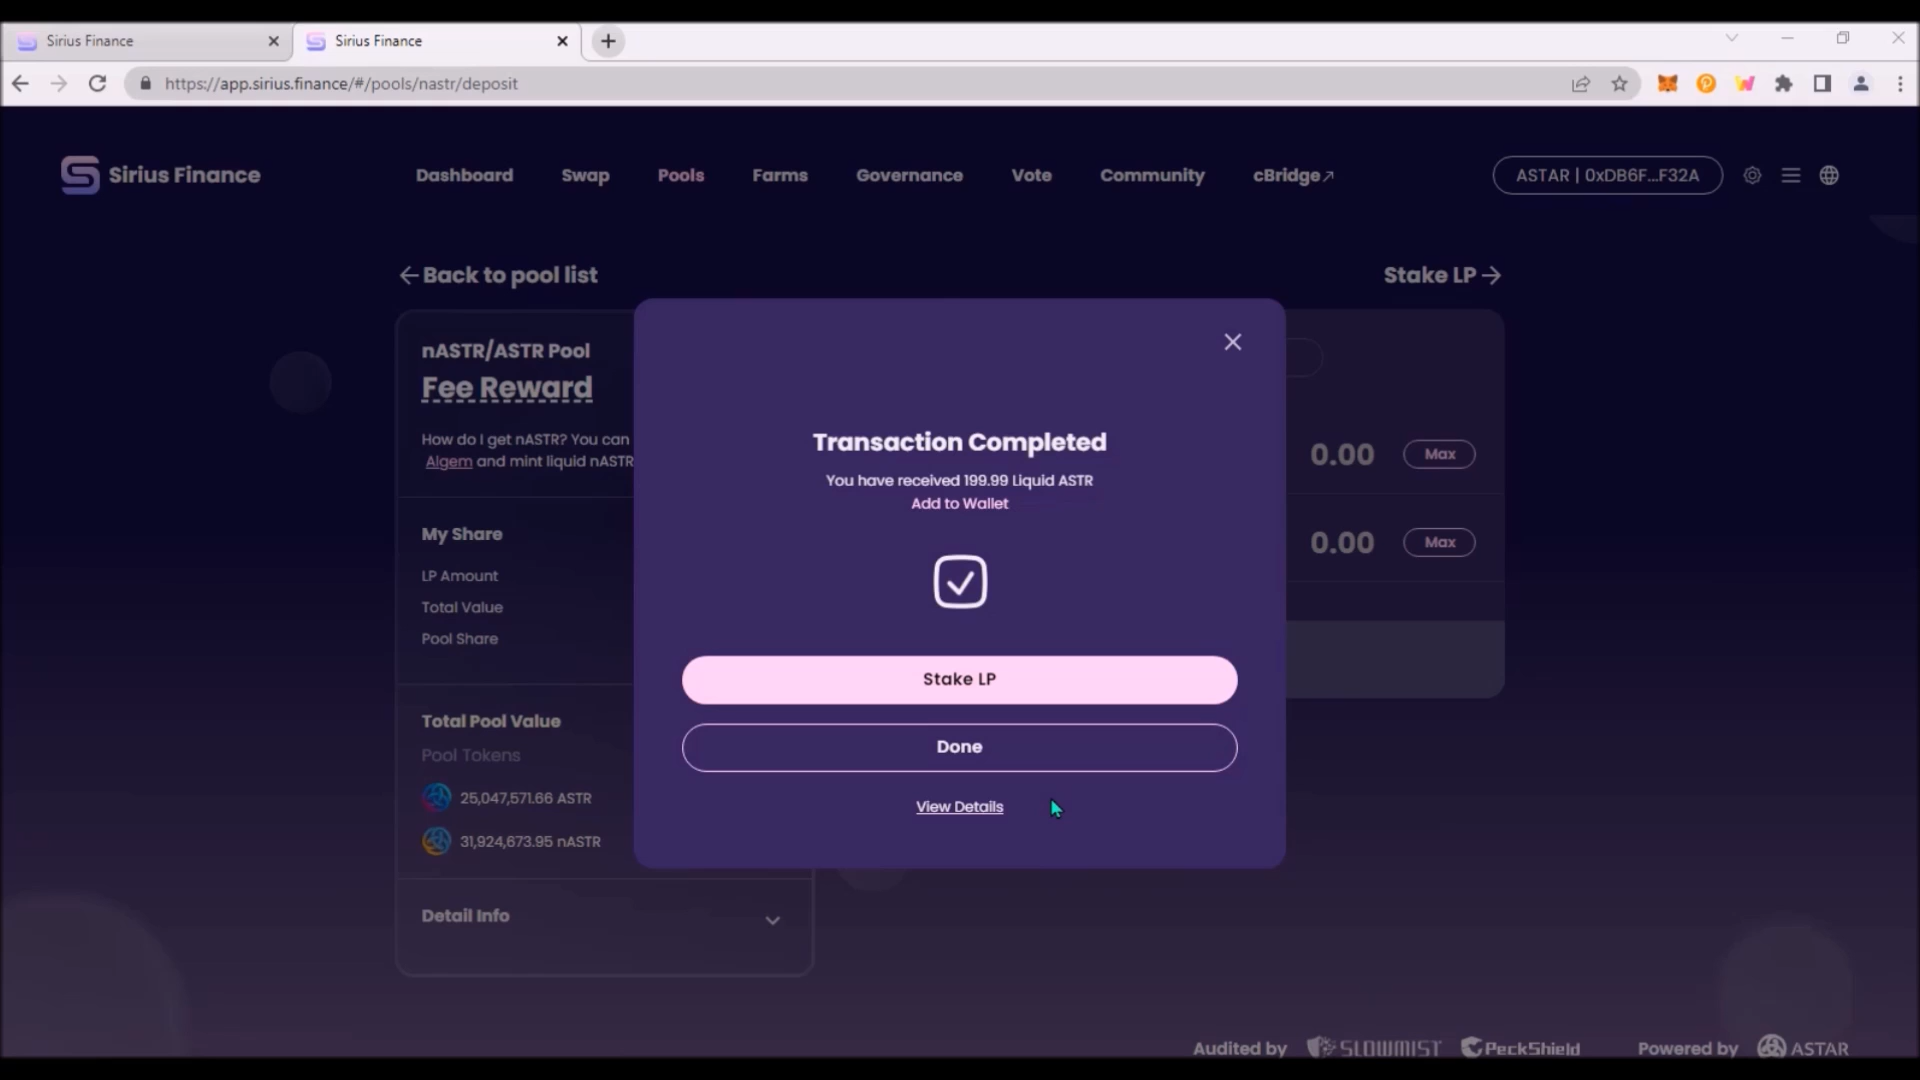 Sirius Finance
Sirius Finance
https://app.sirius.finance/#/pools/nastr/deposit
Sirius Finance
Dashboard
Swap
Pools
Farms
Governance
Vote
Community
cBridge↗
ASTAR | 0xDB6F...F32A
←Back to pool list
Stake LP→
nASTR/ASTR Pool
Fee Reward
How do I get nASTR? You can
Algem and mint liquid nASTR
My Share
LP Amount
Total Value
Pool Share
Total Pool Value
Pool Tokens
25,047,571.66 ASTR
31,924,673.95 nASTR
Detail Info
Transaction Completed
You have received 199.99 Liquid ASTR
Add to Wallet
Stake LP
Done
View Details
0.00 Max
0.00 Max
Audited by SLOWMIST PeckShield Powered by ASTAR